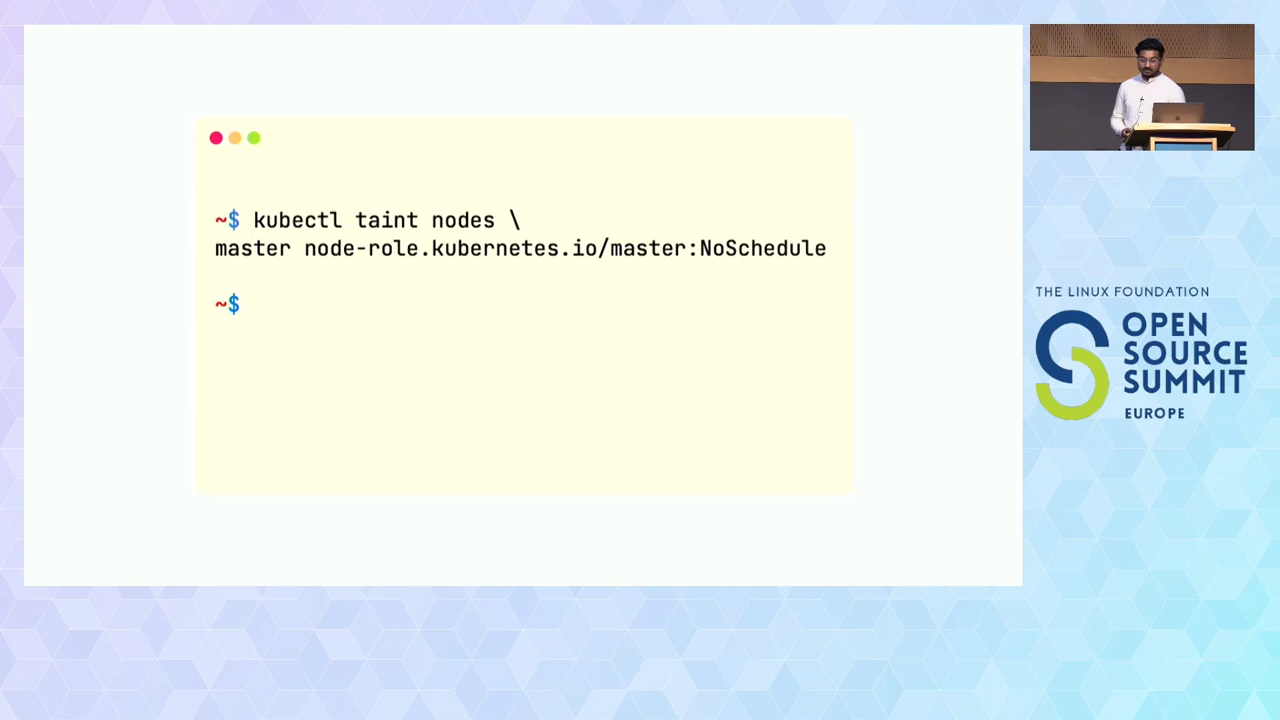 ~$ kubectl taint nodes \
master node-role.kubernetes.io/master:NoSchedule
~$
THE LINUX FOUNDATION
OPEN
SOURCE
SUMMIT
EUROPE